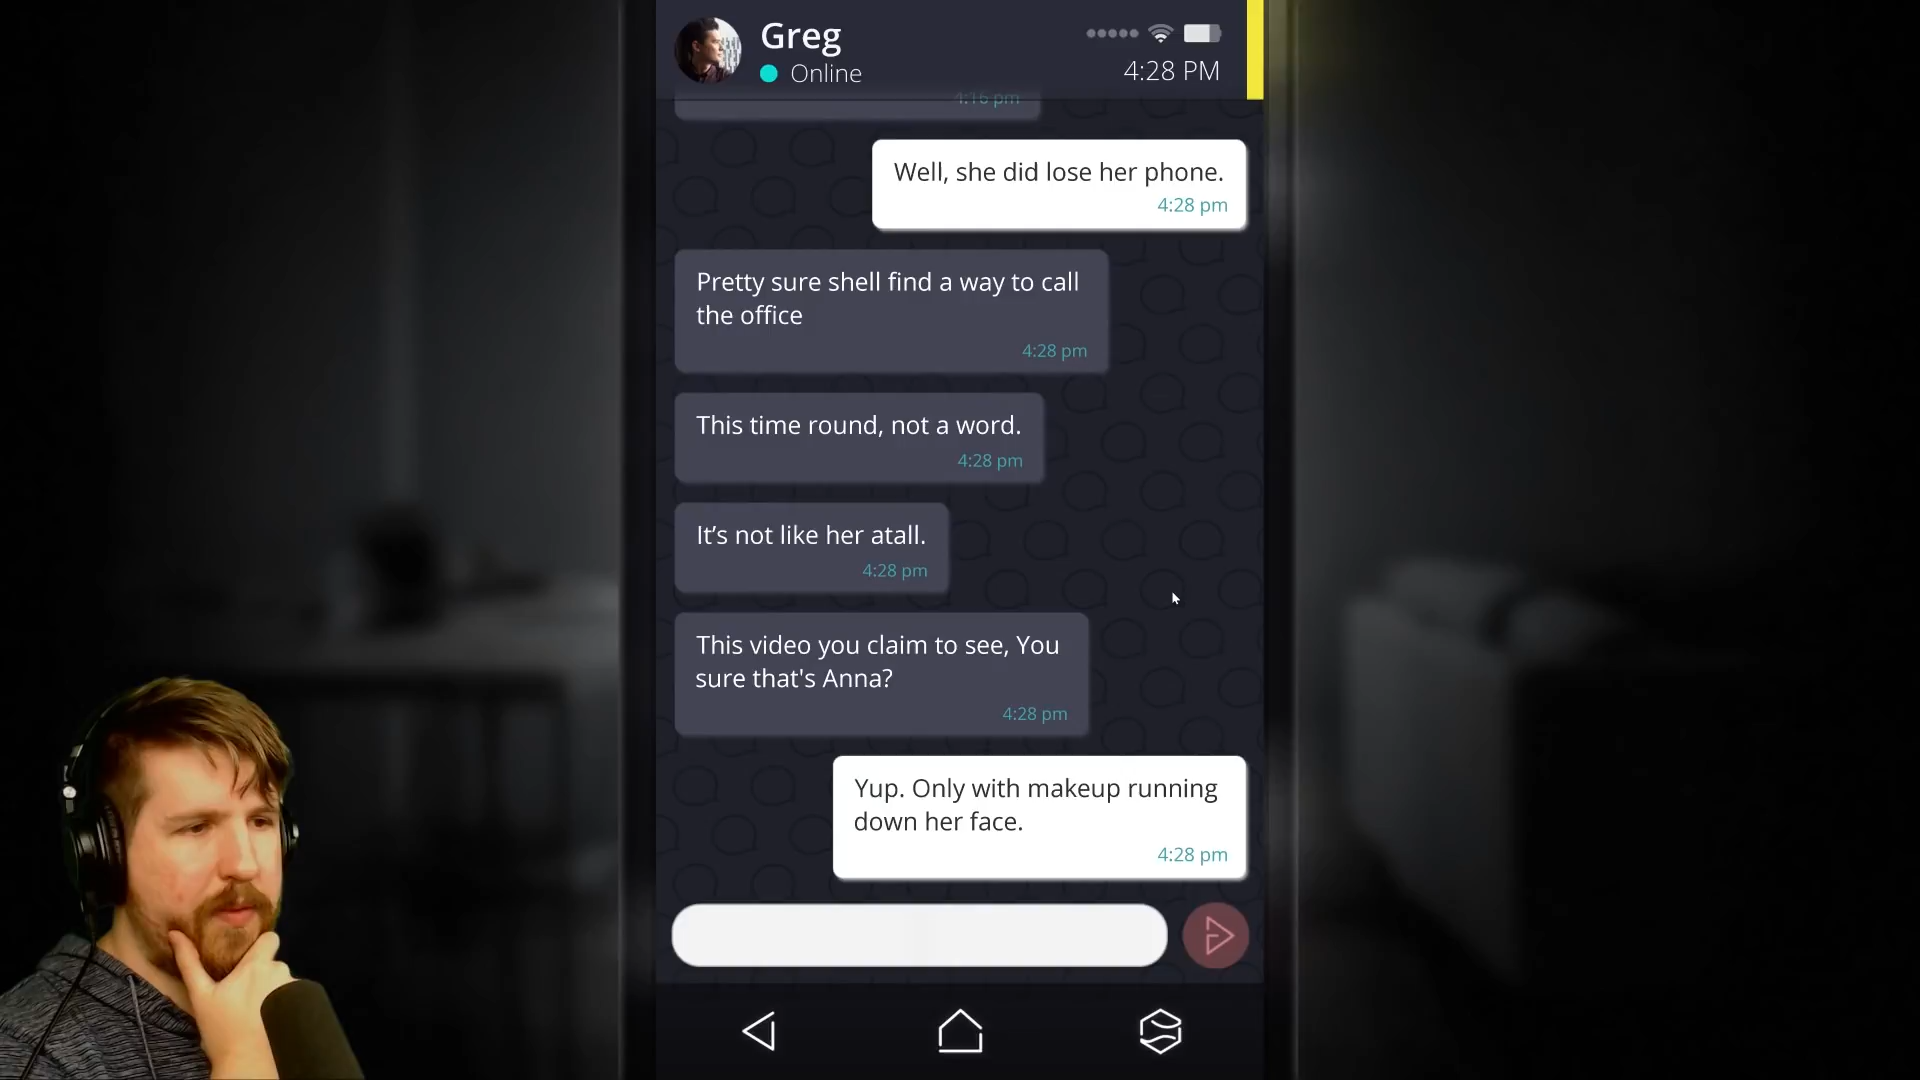 Greg
Online
4:28 PM
4:16 pm
Well, she did lose her phone.
4:28 pm
Pretty sure shell find a way to call
the office
4:28 pm
This time round, not a word.
4:28 pm
It’s not like her atall.
4:28 pm
This video you claim to see, You
sure that's Anna?
4:28 pm
Yup. Only with makeup running
down her face.
4:28 pm